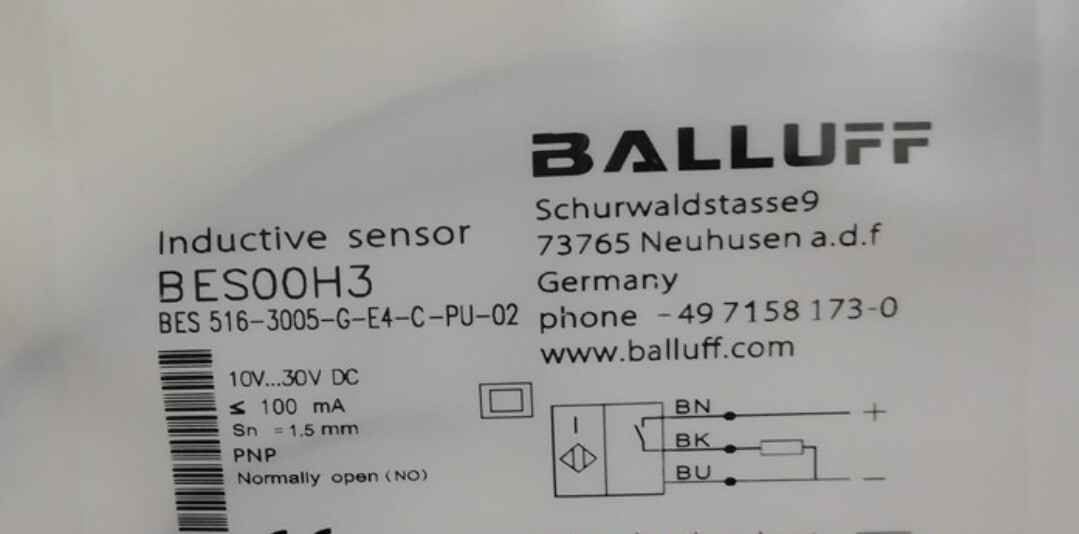 BALLUFF
Schurwaldstasse9
73765 Neuhusen a.d.f
Germany
phone -49 7158 173-0
www.balluff.com
Inductive sensor
BES00H3
BES 516-3005-G-E4-C-PU-02
10V...30V DC
≤ 100 mA
Sn = 1.5 mm
PNP
Normally open (NO)
BN +
BK
BU -